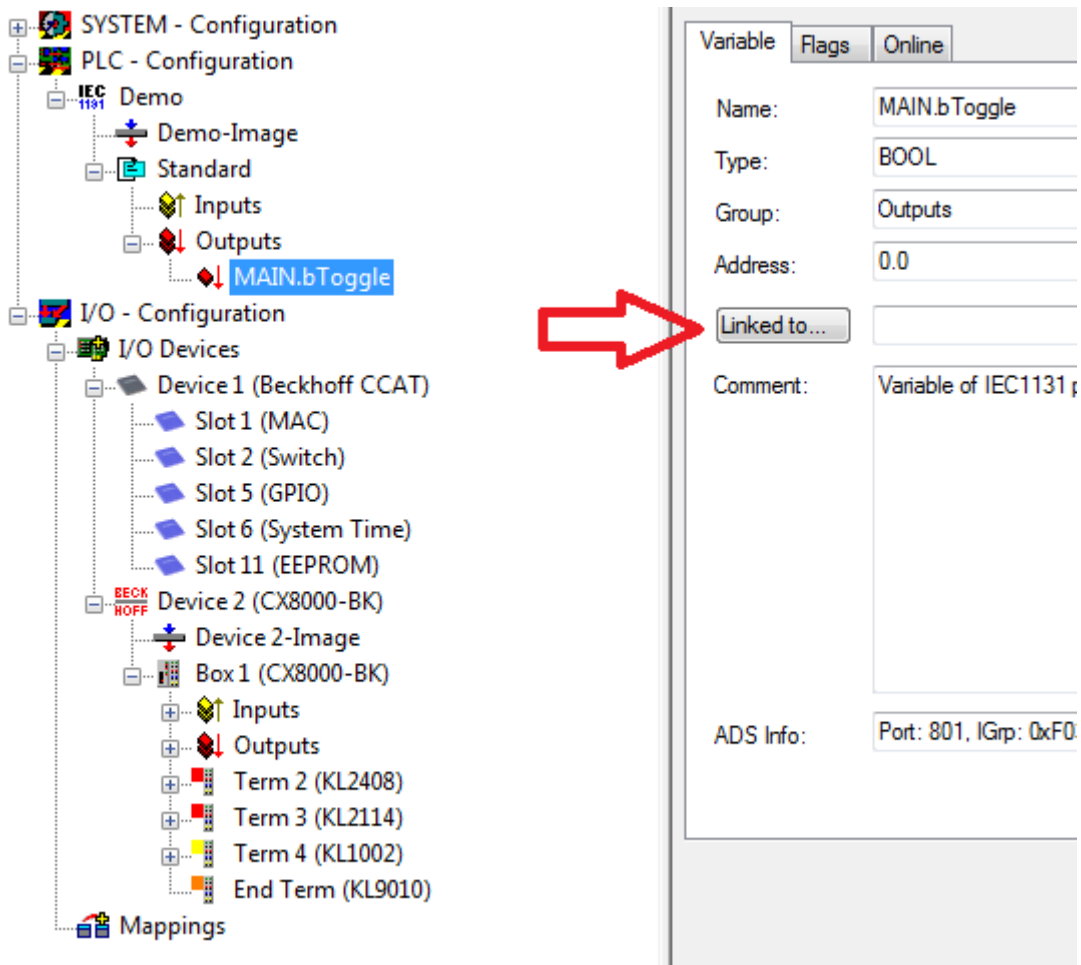 SYSTEM - Configuration
PLC - Configuration
IEC 1131 Demo
Demo-Image
Standard
Inputs
Outputs
MAIN.bToggle
I/O - Configuration
I/O Devices
Device 1 (Beckhoff CCAT)
Slot 1 (MAC)
Slot 2 (Switch)
Slot 5 (GPIO)
Slot 6 (System Time)
Slot 11 (EEPROM)
BECKHOFF Device 2 (CX8000-BK)
Device 2-Image
Box 1 (CX8000-BK)
Inputs
Outputs
Term 2 (KL2408)
Term 3 (KL2114)
Term 4 (KL1002)
End Term (KL9010)
Mappings
Variable Flags Online
Name: MAIN.bToggle
Type: BOOL
Group: Outputs
Address: 0.0
Linked to...
Comment: Variable of IEC1131
ADS Info: Port: 801, IGrp: 0xF0